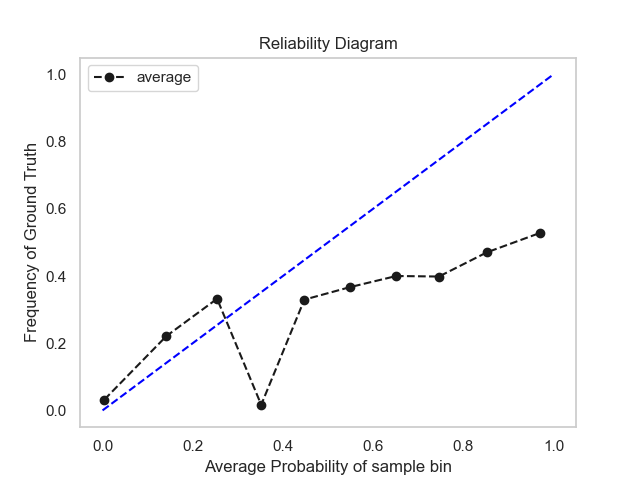 Reliability Diagram
average
Frequency of Ground Truth
1.0
0.8
0.6
0.4
0.2
0.0
0.0 0.2 0.4 0.6 0.8 1.0
Average Probability of sample bin